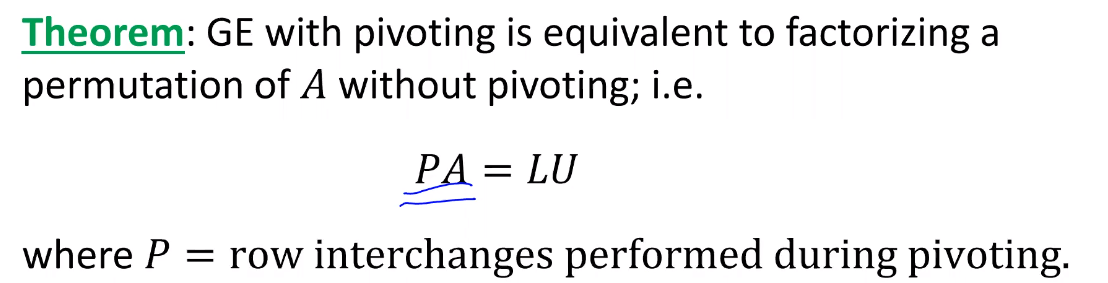 Theorem: GE with pivoting is equivalent to factorizing a
permutation of A without pivoting; i.e.
PA = LU
where P = row interchanges performed during pivoting.